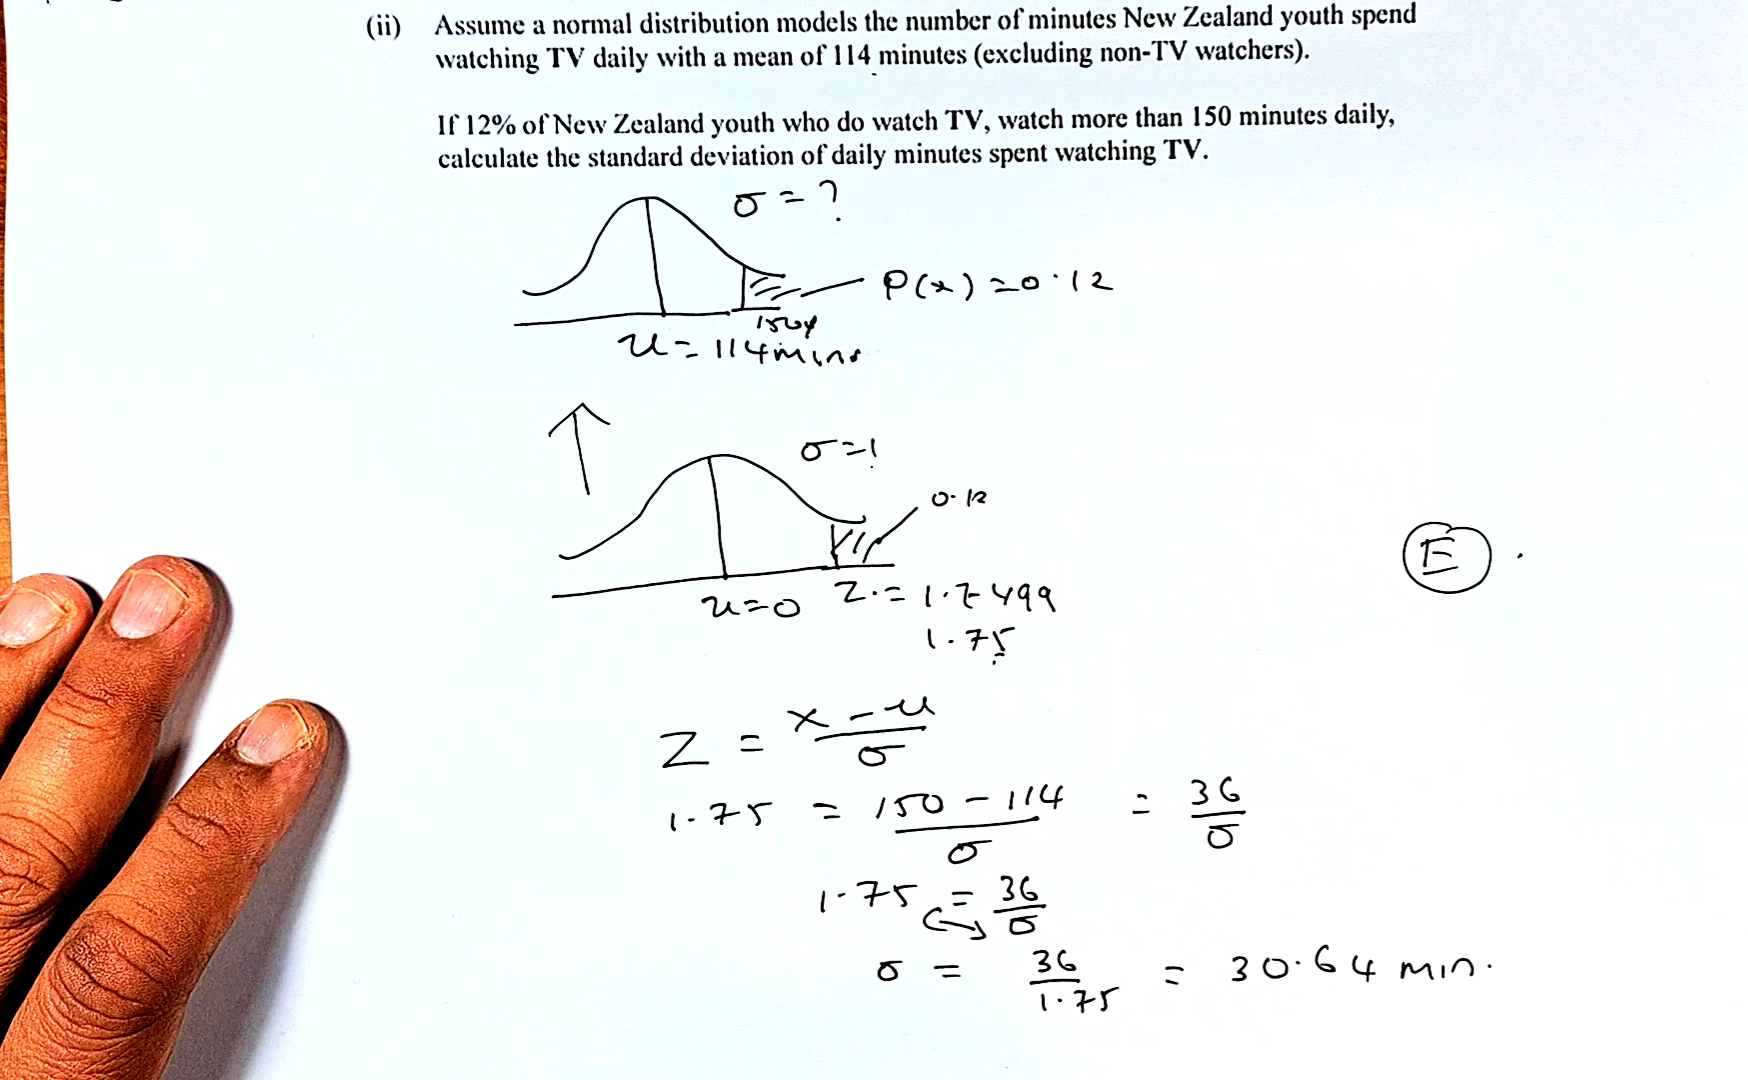 (ii) Assume a normal distribution models the number of minutes New Zealand youth spend
watching TV daily with a mean of 114 minutes (excluding non-TV watchers).
If 12% of New Zealand youth who do watch TV, watch more than 150 minutes daily,
calculate the standard deviation of daily minutes spent watching TV.
σ = ?
P(x) = 0.12
150
μ = 114 mins
σ = 1
0.12
E
μ = 0 Z = 1.7499
1.75
Z = x - μ / σ
1.75 = 150 - 114 / σ = 36 / σ
1.75 = 36 / σ
σ = 36 / 1.75 = 30.64 min.